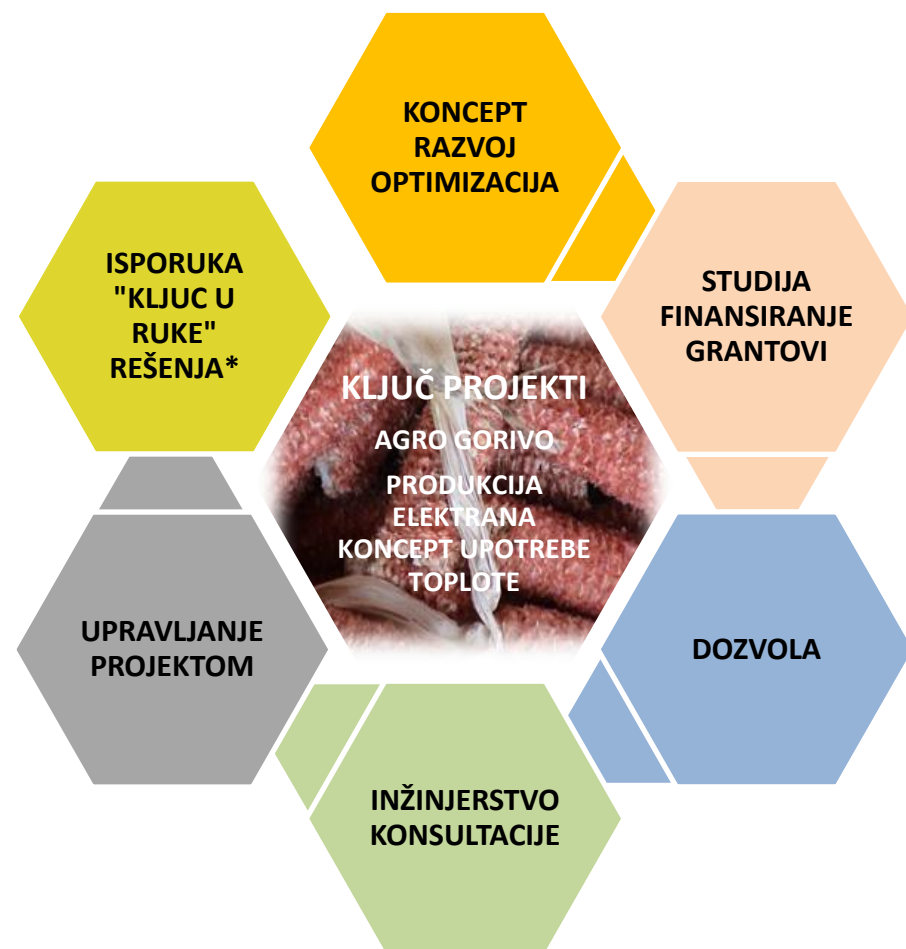 KONCEPT
RAZVOJ
OPTIMIZACIJA
STUDIJA
FINANSIRANJE
GRANTOVI
DOZVOLA
INŽINJERSTVO
KONSULTACIJE
UPRAVLJANJE
PROJEKTOM
ISPORUKA
"KLJUC U
RUKE"
REŠENJA*
KLJUČ PROJEKTI
AGRO GORIVO
PRODUKCIJA
ELEKTRANA
KONCEPT UPOTREBE
TOPLOTE